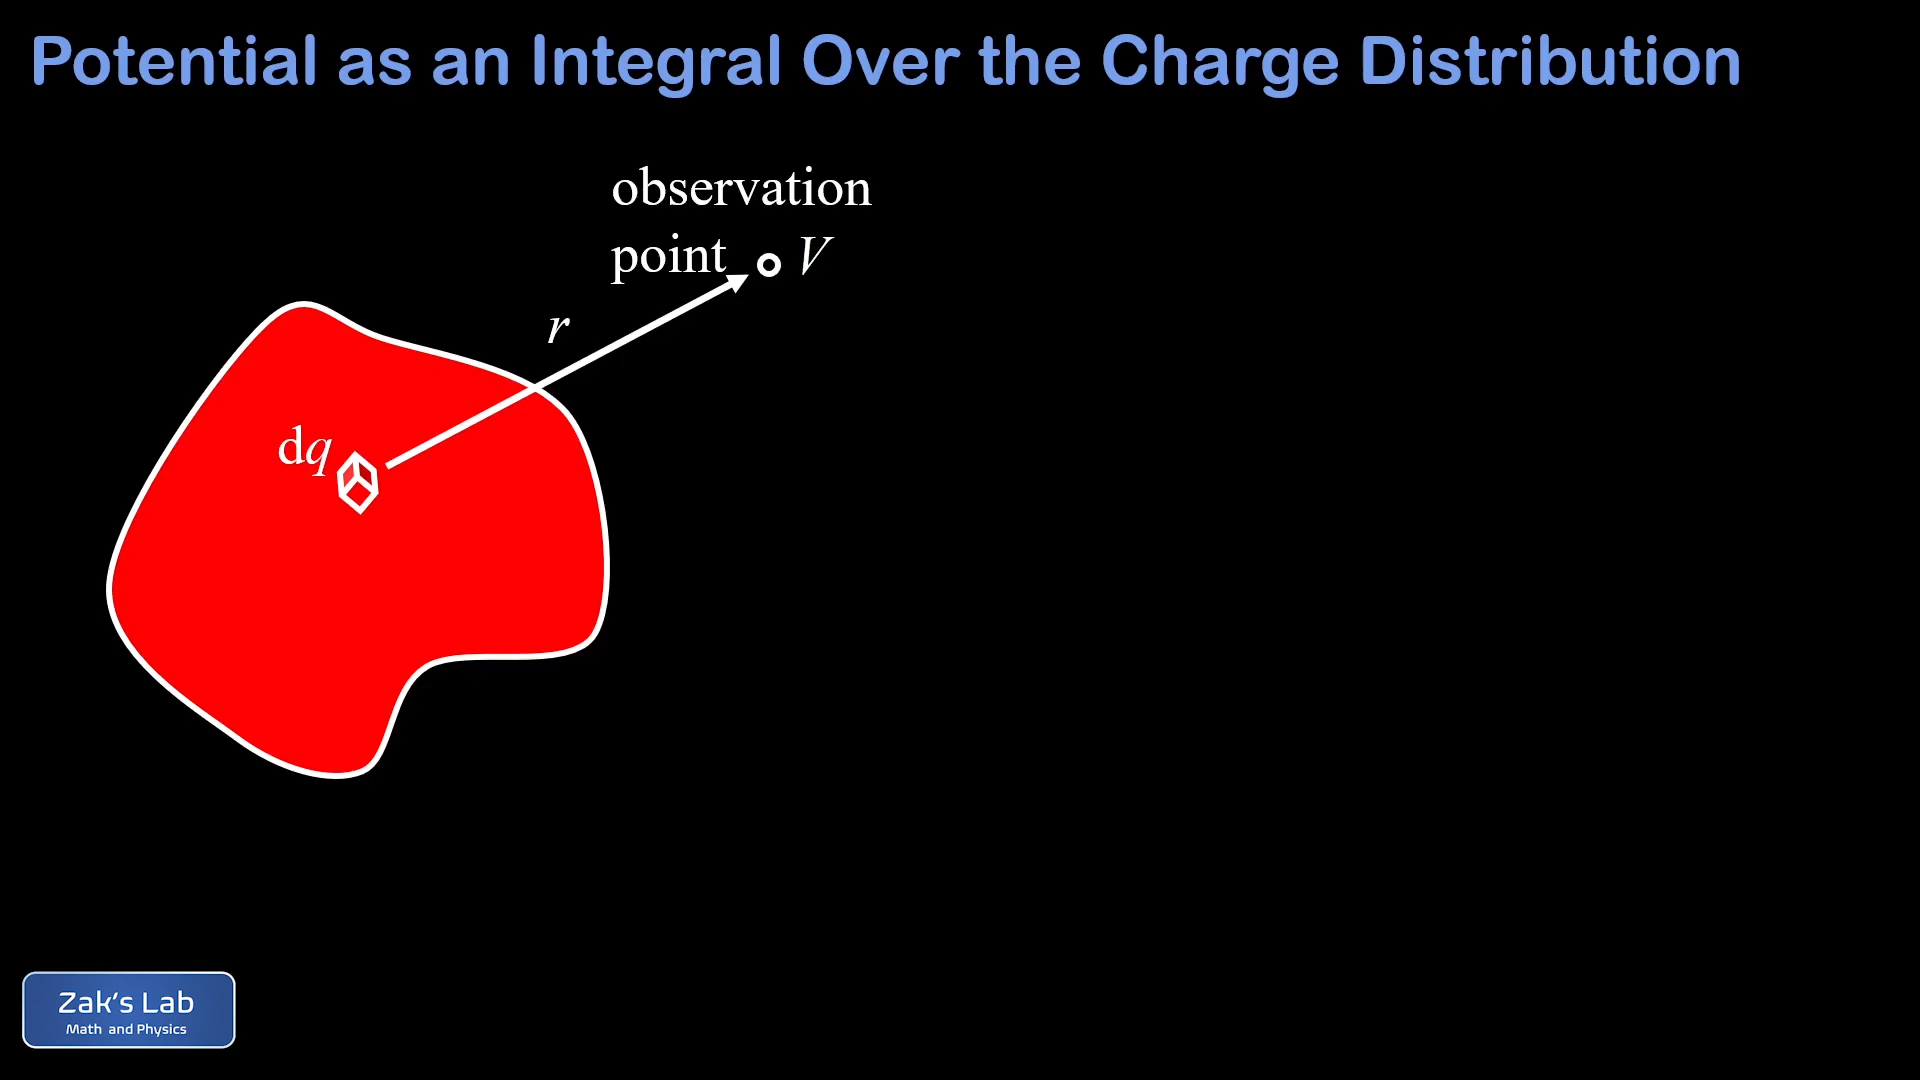 Potential as an Integral Over the Charge Distribution
observation
point V
r
dq
Zak's Lab
Math and Physics